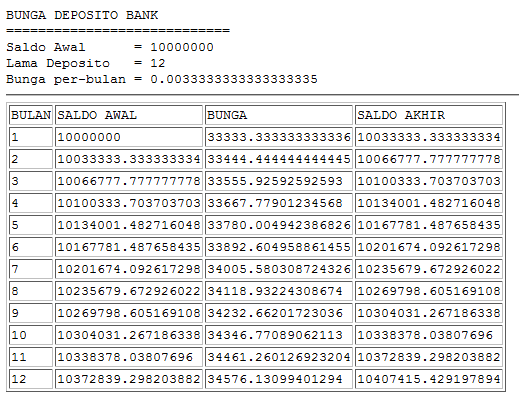 BUNGA DEPOSITO BANK
============================
Saldo Awal      = 10000000
Lama Deposito   = 12
Bunga per-bulan = 0.0033333333333333335
BULAN SALDO AWAL BUNGA SALDO AKHIR
1 10000000 33333.333333333336 10033333.333333334
2 10033333.333333334 33444.444444444445 10066777.777777778
3 10066777.777777778 33555.92592592593 10100333.703703703
4 10100333.703703703 33667.77901234568 10134001.482716048
5 10134001.482716048 33780.004942386826 10167781.487658435
6 10167781.487658435 33892.604958861455 10201674.092617298
7 10201674.092617298 34005.580308724326 10235679.672926022
8 10235679.672926022 34118.93224308674 10269798.605169108
9 10269798.605169108 34232.66201723036 10304031.267186338
10 10304031.267186338 34346.77089062113 10338378.03807696
11 10338378.03807696 34461.260126923204 10372839.298203882
12 10372839.298203882 34576.13099401294 10407415.429197894